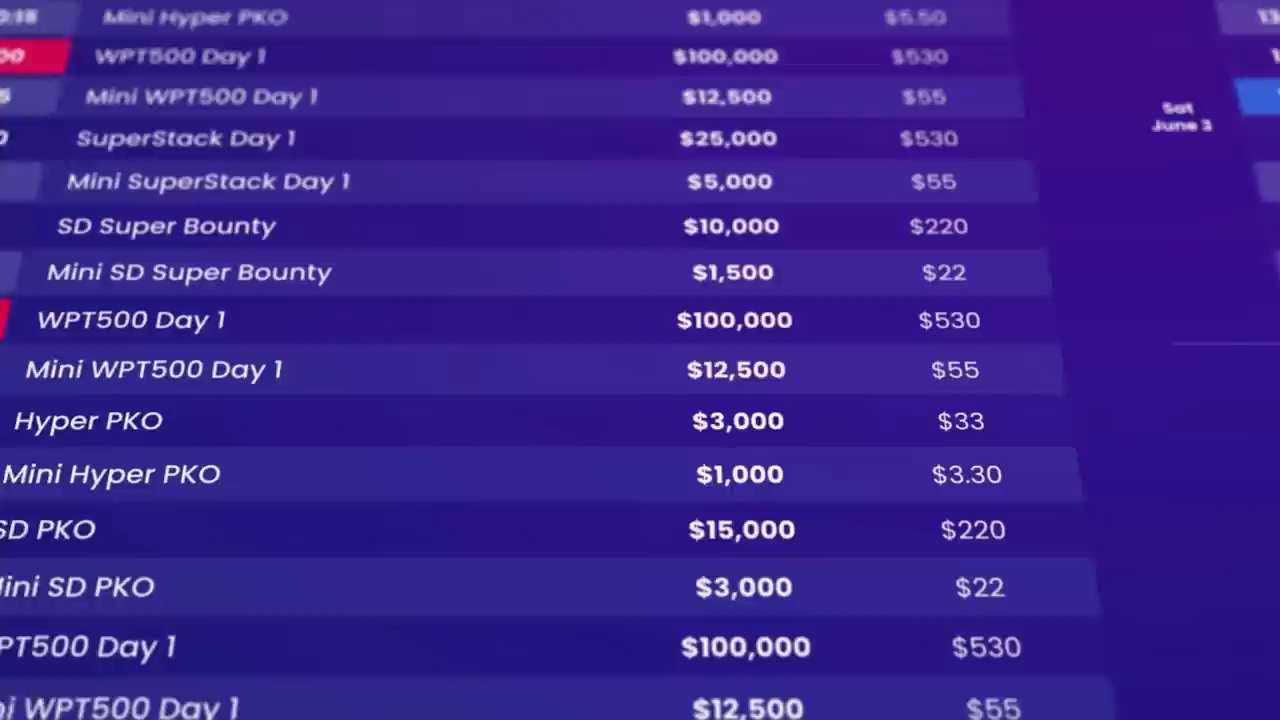 Mini Hyper PKO $1,000 $5.50
WPT500 Day 1 $100,000 $530
Mini WPT500 Day 1 $12,500 $55
SuperStack Day 1 $25,000 $530
Mini SuperStack Day 1 $5,000 $55
SD Super Bounty $10,000 $220
Mini SD Super Bounty $1,500 $22
WPT500 Day 1 $100,000 $530
Mini WPT500 Day 1 $12,500 $55
Hyper PKO $3,000 $33
Mini Hyper PKO $1,000 $3.30
SD PKO $15,000 $220
ini SD PKO $3,000 $22
PT500 Day 1 $100,000 $530
ni WPT500 Day 1 $12,500 $55
Sat
June 3